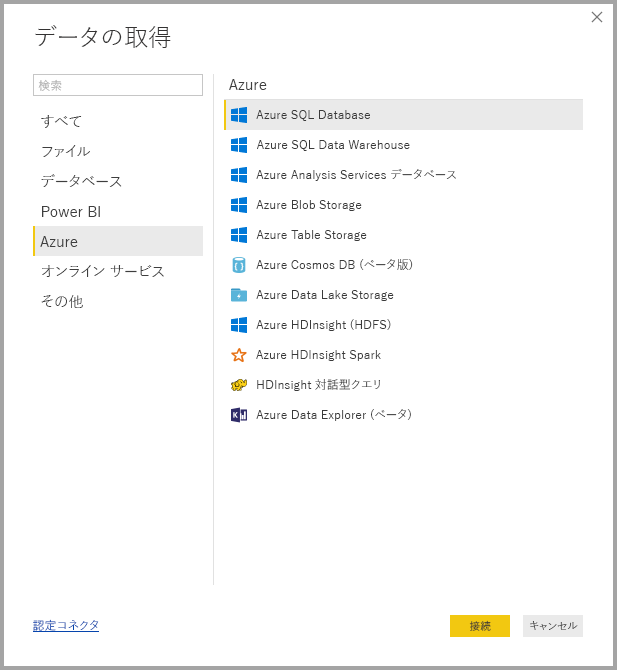 データの取得
検索
すべて
ファイル
データベース
Power BI
Azure
オンライン サービス
その他
Azure
Azure SQL Database
Azure SQL Data Warehouse
Azure Analysis Services データベース
Azure Blob Storage
Azure Table Storage
Azure Cosmos DB (ベータ版)
Azure Data Lake Storage
Azure HDInsight (HDFS)
Azure HDInsight Spark
HDInsight 対話型クエリ
Azure Data Explorer (ベータ)
認定コネクタ
接続
キャンセル